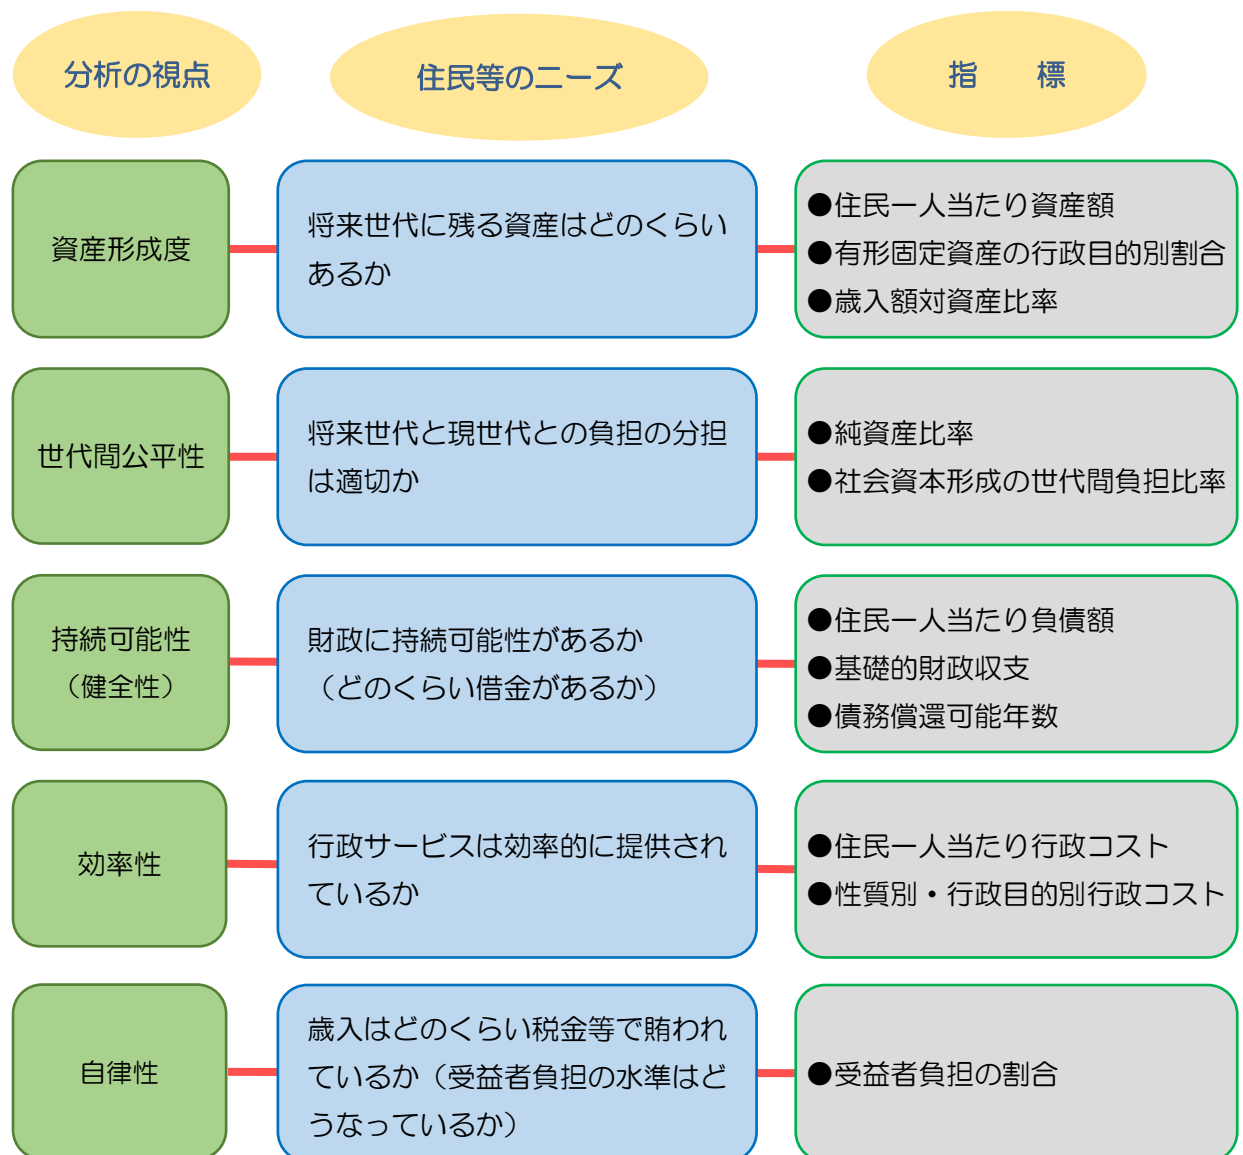 分析の視点
住民等のニーズ
指　標
資産形成度
将来世代に残る資産はどのくらい
あるか
●住民一人当たり資産額
●有形固定資産の行政目的別割合
●歳入額対資産比率
世代間公平性
将来世代と現世代との負担の分担
は適切か
●純資産比率
●社会資本形成の世代間負担比率
持続可能性
（健全性）
財政に持続可能性があるか
（どのくらい借金があるか）
●住民一人当たり負債額
●基礎的財政収支
●債務償還可能年数
効率性
行政サービスは効率的に提供され
ているか
●住民一人当たり行政コスト
●性質別・行政目的別行政コスト
自律性
歳入はどのくらい税金等で賄われ
ているか（受益者負担の水準はど
うなっているか）
●受益者負担の割合